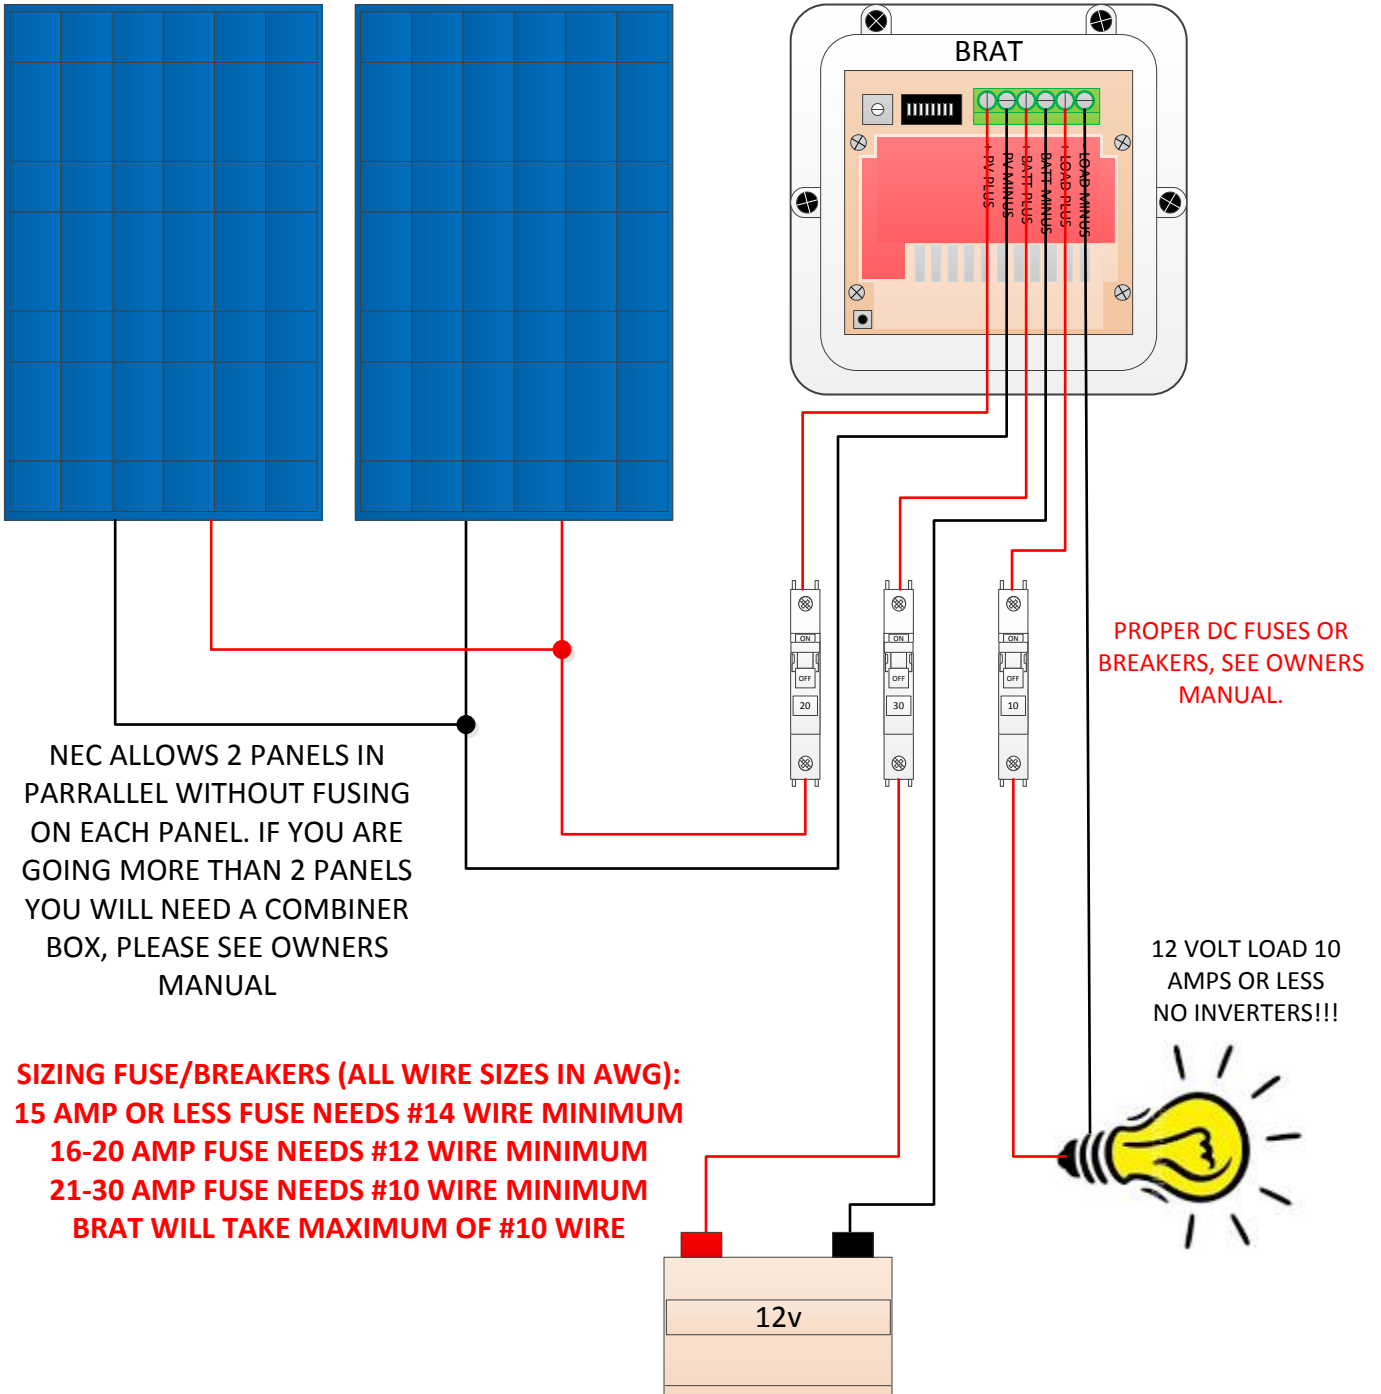 BRAT
+ PV PLUS
PV MINUS
+ BATT PLUS
BATT MINUS
+ LOAD PLUS
- LOAD MINUS
ON
OFF
20
ON
OFF
30
ON
OFF
10
PROPER DC FUSES OR
BREAKERS, SEE OWNERS
MANUAL.
NEC ALLOWS 2 PANELS IN
PARRALLEL WITHOUT FUSING
ON EACH PANEL. IF YOU ARE
GOING MORE THAN 2 PANELS
YOU WILL NEED A COMBINER
BOX, PLEASE SEE OWNERS
MANUAL
12 VOLT LOAD 10
AMPS OR LESS
NO INVERTERS!!!
SIZING FUSE/BREAKERS (ALL WIRE SIZES IN AWG):
15 AMP OR LESS FUSE NEEDS #14 WIRE MINIMUM
16-20 AMP FUSE NEEDS #12 WIRE MINIMUM
21-30 AMP FUSE NEEDS #10 WIRE MINIMUM
BRAT WILL TAKE MAXIMUM OF #10 WIRE
12v